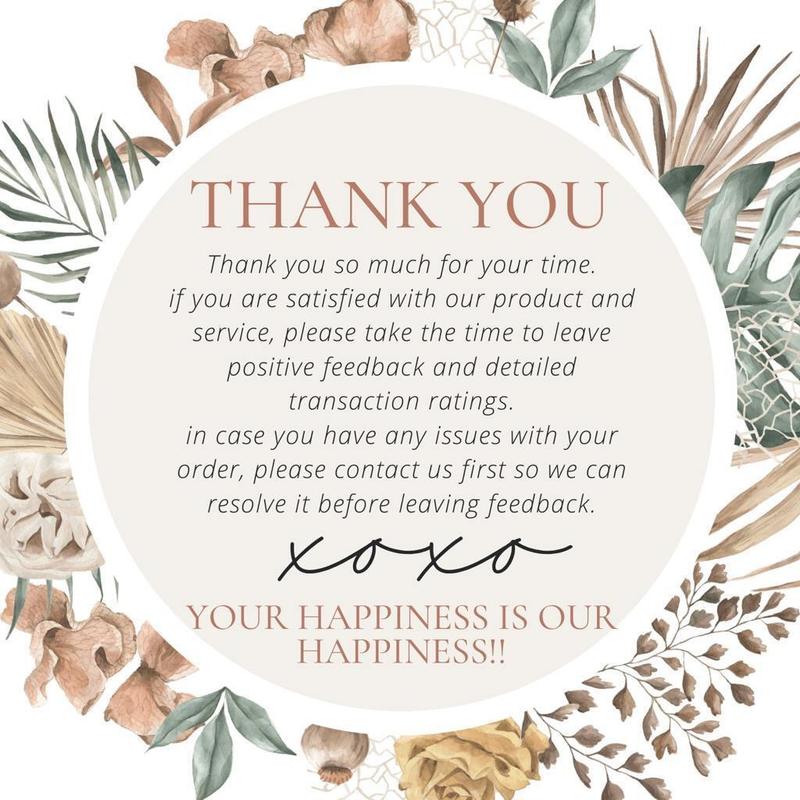 THANK YOU
Thank you so much for your time.
if you are satisfied with our product and
service, please take the time to leave
positive feedback and detailed
transaction ratings.
in case you have any issues with your
order, please contact us first so we can
resolve it before leaving feedback.
xoxo
YOUR HAPPINESS IS OUR
HAPPINESS!!